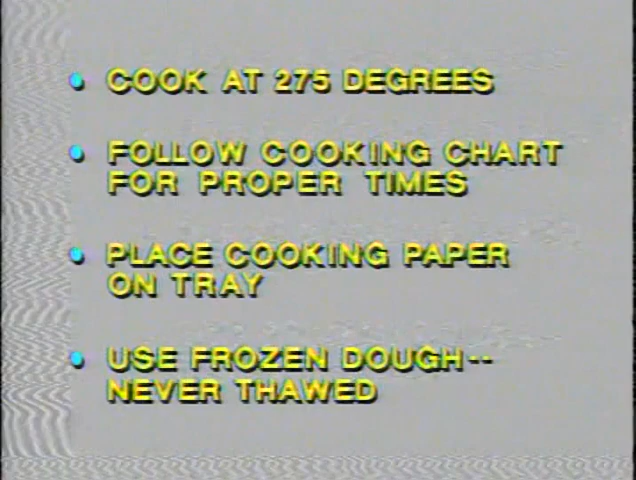 • COOK AT 275 DEGREES
• FOLLOW COOKING CHART
FOR PROPER TIMES
• PLACE COOKING PAPER
ON TRAY
• USE FROZEN DOUGH--
NEVER THAWED